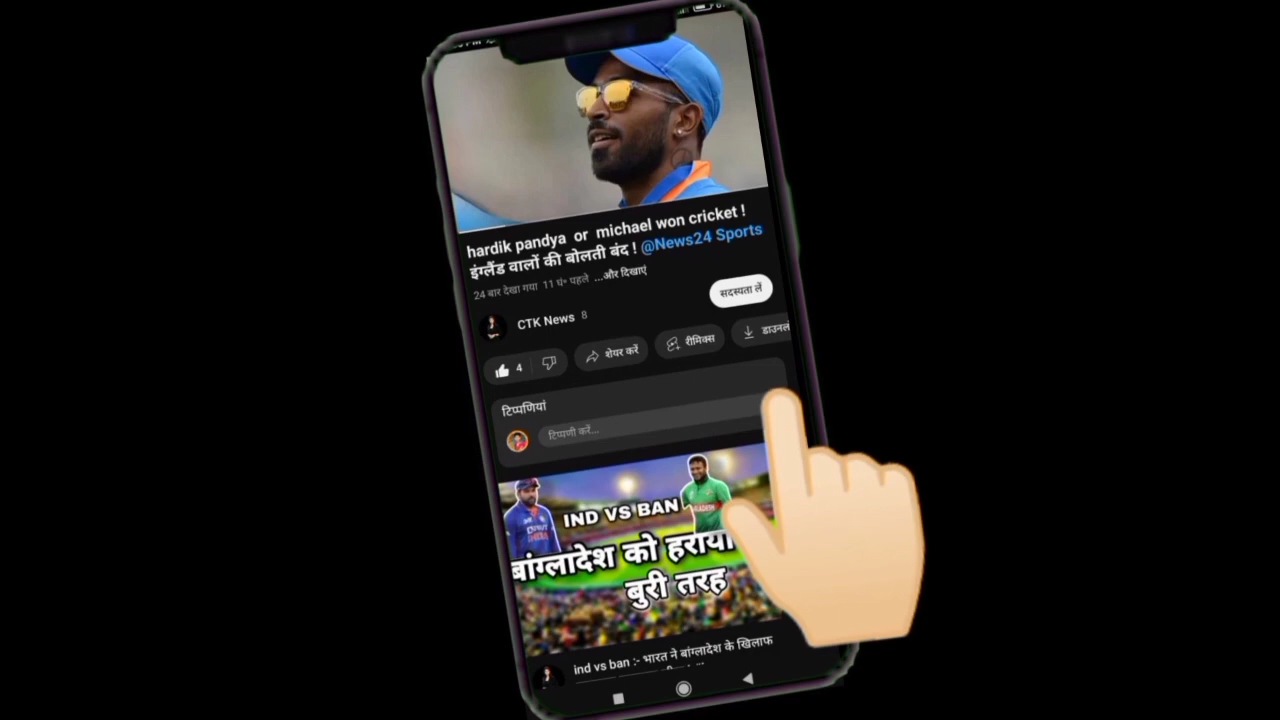 hardik pandya or michael won cricket !
इंग्लैंड वालों की बोलती बंद ! @News24 Sports
24 बार देखा गया 11 घं॰ पहले ...और दिखाएं
सदस्यता लें
CTK News 8
4 शेयर करें रीमिक्स
टिप्पणियां
टिप्पणी करें...
IND VS BAN
बांग्लादेश को हराया
बुरी तरह
ind vs ban :- भारत ने बांग्लादेश के खिलाफ